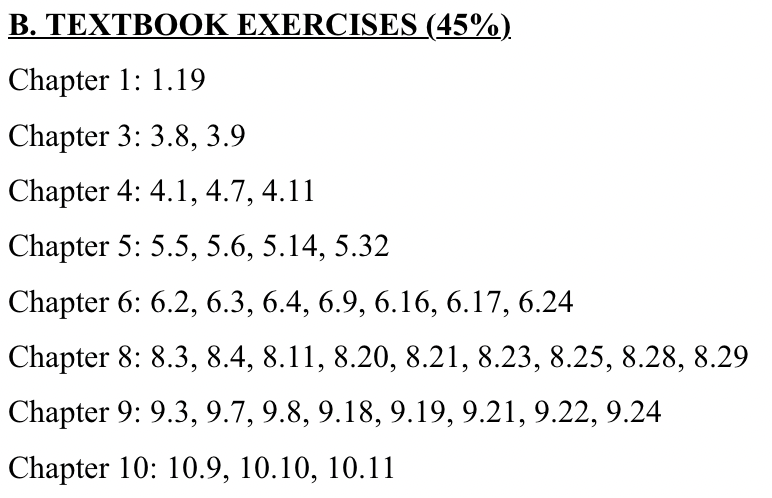 B. TEXTBOOK EXERCISES (45%)
Chapter 1: 1.19
Chapter 3: 3.8, 3.9
Chapter 4: 4.1, 4.7, 4.11
Chapter 5: 5.5, 5.6, 5.14, 5.32
Chapter 6: 6.2, 6.3, 6.4, 6.9, 6.16, 6.17, 6.24
Chapter 8: 8.3, 8.4, 8.11, 8.20, 8.21, 8.23, 8.25, 8.28, 8.29
Chapter 9: 9.3, 9.7, 9.8, 9.18, 9.19, 9.21, 9.22, 9.24
Chapter 10: 10.9, 10.10, 10.11